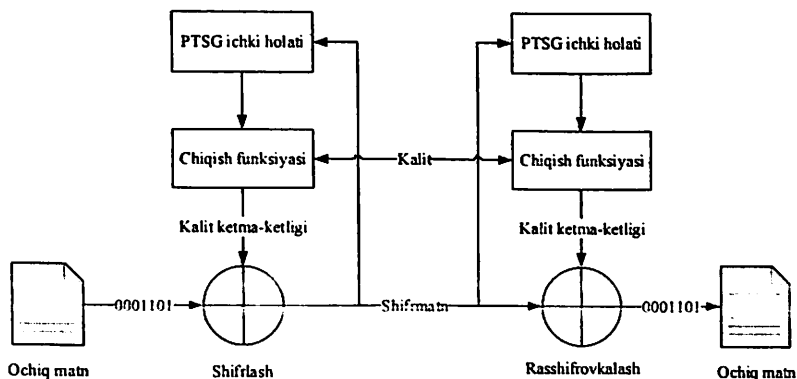 PTSG ichki holati
PTSG ichki holati
Chiqish funksiyasi
Kalit
Chiqish funksiyasi
Kalit ketma-ketligi
Kalit ketma-ketligi
0001101
Shifrmatn
0001101
Ochiq matn
Shifrlash
Rasshifrovkalash
Ochiq matn